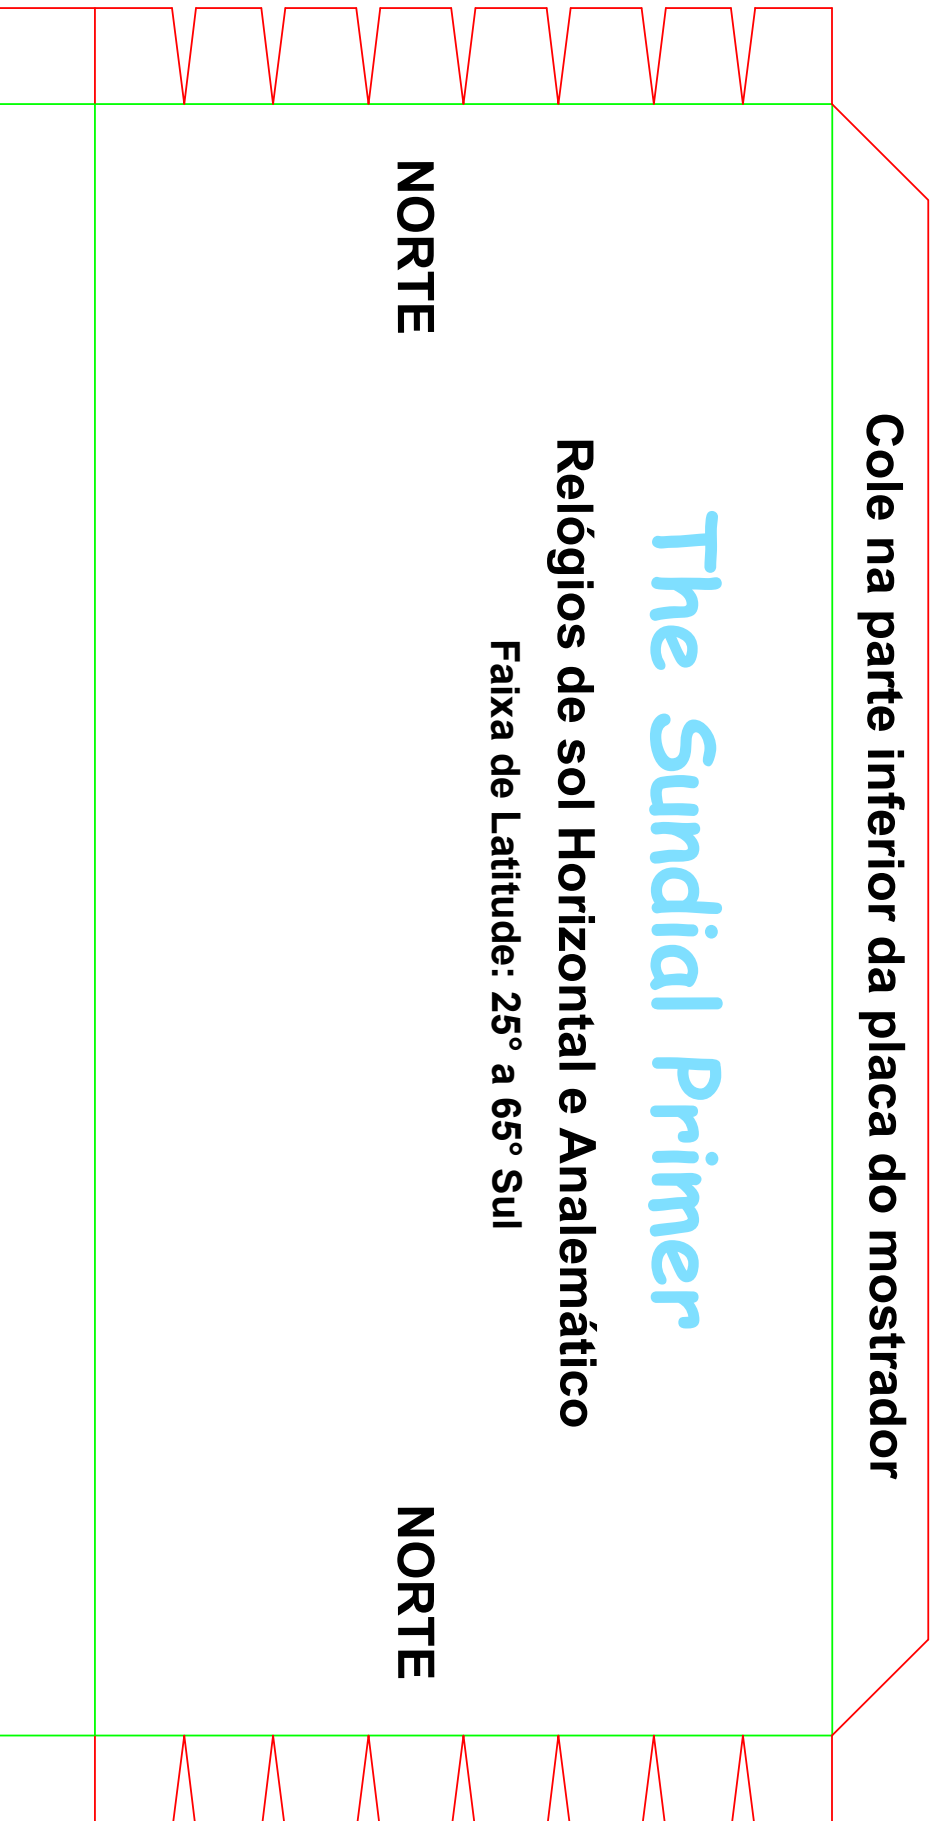 Cole na parte inferior da placa do mostrador
The Sundial Primer
Relógios de sol Horizontal e Analemático
Faixa de Latitude: 25° a 65° Sul
NORTE
NORTE